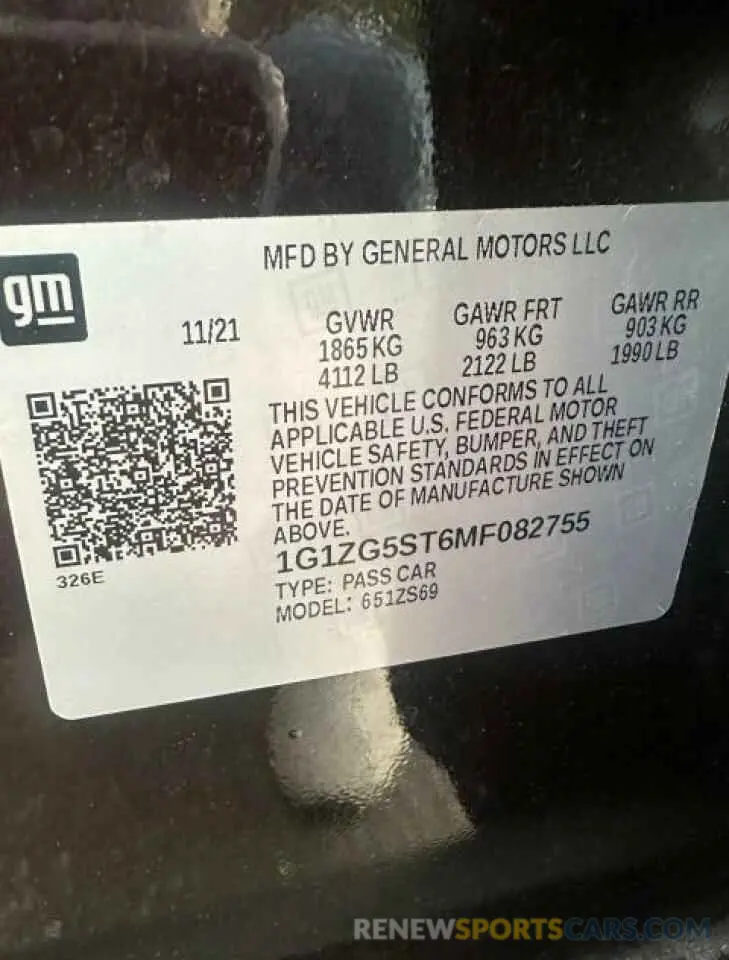 MFD BY GENERAL MOTORS LLC
gm
11/21
GVWR
1865 KG
4112 LB
GAWR FRT
963 KG
2122 LB
GAWR RR
903 KG
1990 LB
THIS VEHICLE CONFORMS TO ALL
APPLICABLE U.S. FEDERAL MOTOR
VEHICLE SAFETY, BUMPER, AND THEFT
PREVENTION STANDARDS IN EFFECT ON
THE DATE OF MANUFACTURE SHOWN
ABOVE.
1G1ZG5ST6MF082755
326E
TYPE: PASS CAR
MODEL: 651ZS69
RENEWSPORTSCARS.COM